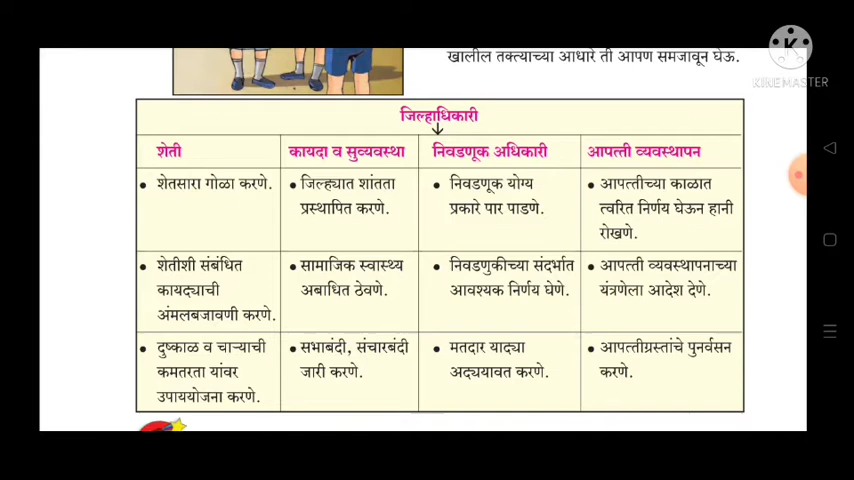 खालील तक्त्याच्या आधारे ती आपण समजावून घेऊ.
KINEMASTER
जिल्हाधिकारी
शेती
कायदा व सुव्यवस्था
निवडणूक अधिकारी
आपत्ती व्यवस्थापन
• शेतसारा गोळा करणे.
• जिल्ह्यात शांतता
प्रस्थापित करणे.
• निवडणूक योग्य
प्रकारे पार पाडणे.
• आपत्तीच्या काळात
त्वरित निर्णय घेऊन हानी
रोखणे.
• शेतीशी संबंधित
कायद्याची
अंमलबजावणी करणे.
• सामाजिक स्वास्थ्य
अबाधित ठेवणे.
• निवडणुकीच्या संदर्भात
आवश्यक निर्णय घेणे.
• आपत्ती व्यवस्थापनाच्या
यंत्रणेला आदेश देणे.
• दुष्काळ व चाऱ्याची
कमतरता यांवर
उपाययोजना करणे.
• सभाबंदी, संचारबंदी
जारी करणे.
• मतदार याद्या
अद्ययावत करणे.
• आपत्तीग्रस्तांचे पुनर्वसन
करणे.